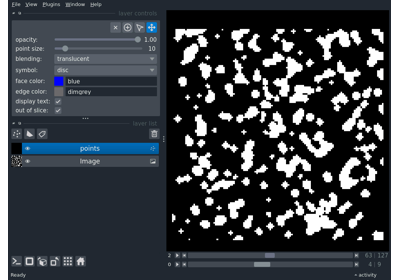 File View Plugins Window Help
layer controls
opacity: 1.00
point size: 10
blending: translucent
symbol: disc
face color: blue
edge color: dimgrey
display text:
out of slice:
layer list
points
Image
2 63 127
0 4 9
Ready activity